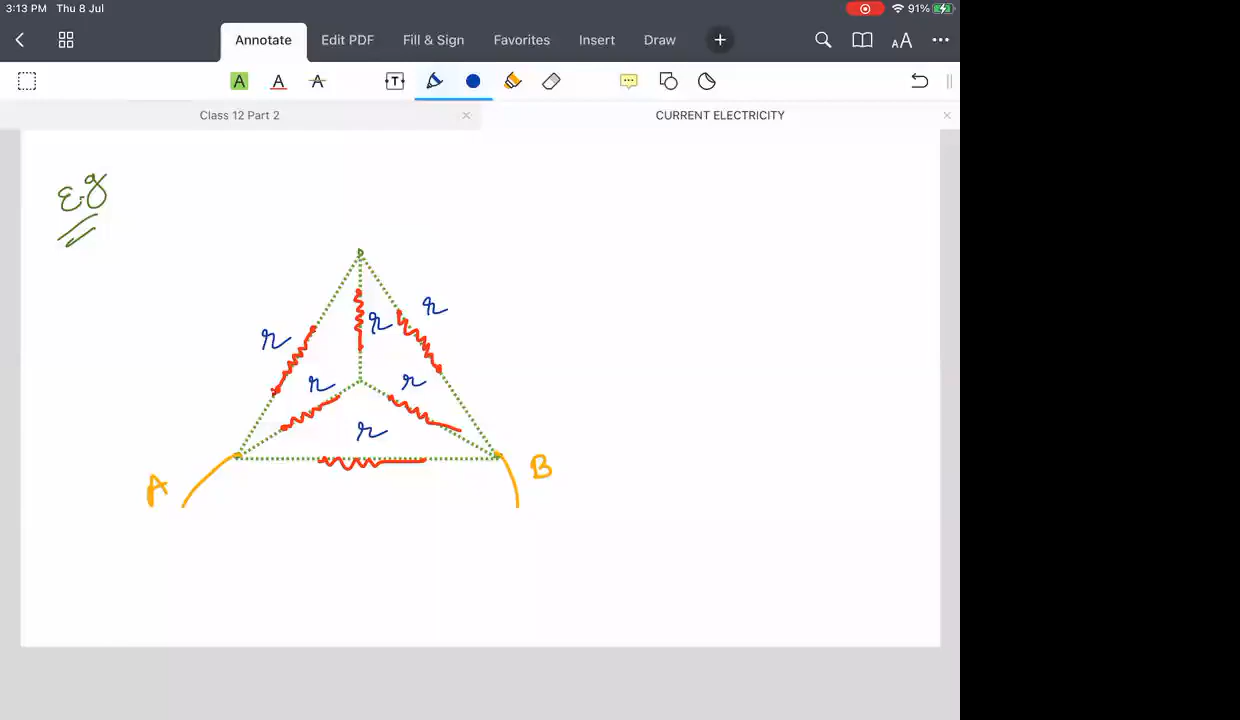 3:13 PM Thu 8 Jul
91%
Annotate Edit PDF Fill & Sign Favorites Insert Draw
Class 12 Part 2
CURRENT ELECTRICITY
E.g
r
r
r
r
r
r
A
B